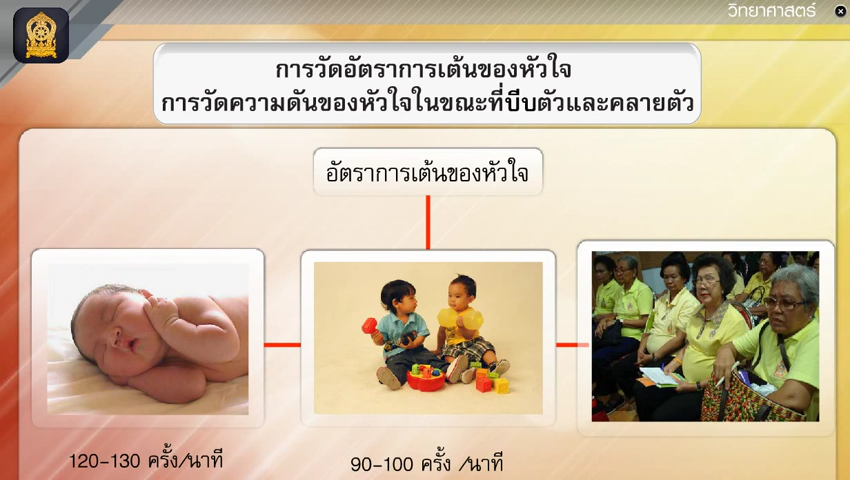 วิทยาศาสตร์
การวัดอัตราการเต้นของหัวใจ
การวัดความดันของหัวใจในขณะที่บีบตัวและคลายตัว
อัตราการเต้นของหัวใจ
120-130 ครั้ง/นาที
90-100 ครั้ง /นาที